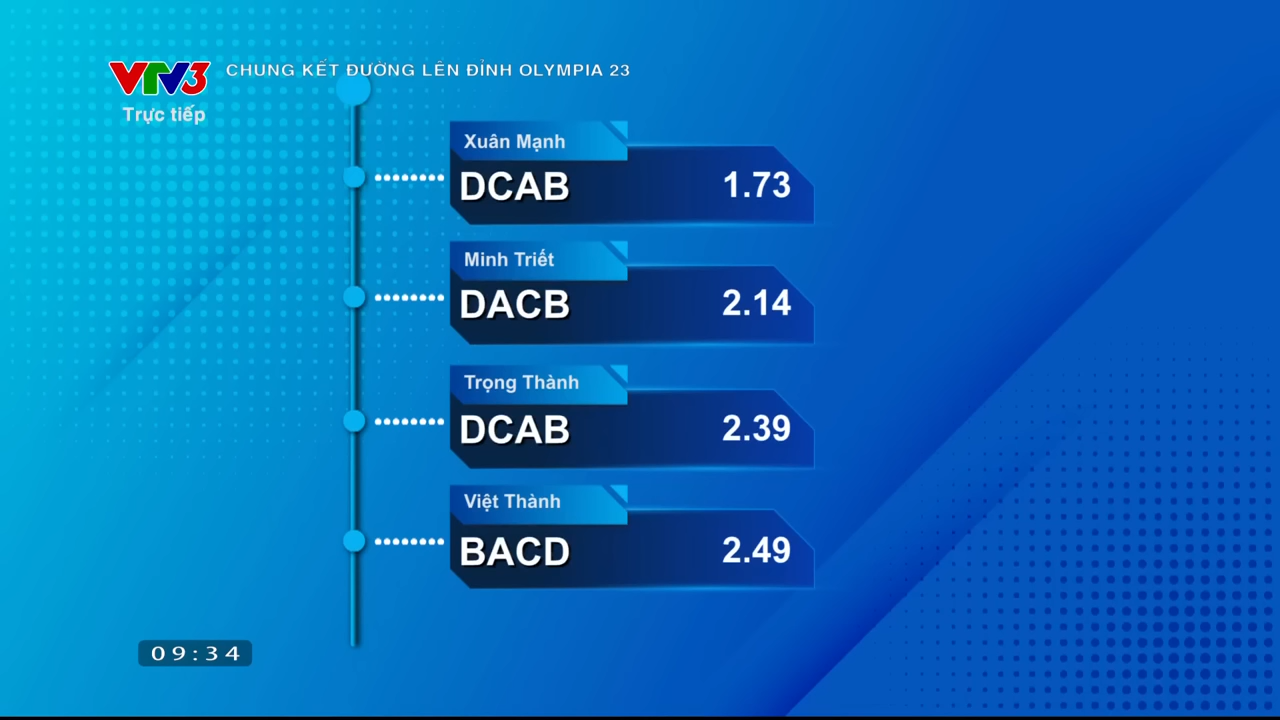 VTV3
CHUNG KẾT ĐƯỜNG LÊN ĐỈNH OLYMPIA 23
Trực tiếp
Xuân Mạnh
DCAB 1.73
Minh Triết
DACB 2.14
Trọng Thành
DCAB 2.39
Việt Thành
BACD 2.49
09:34